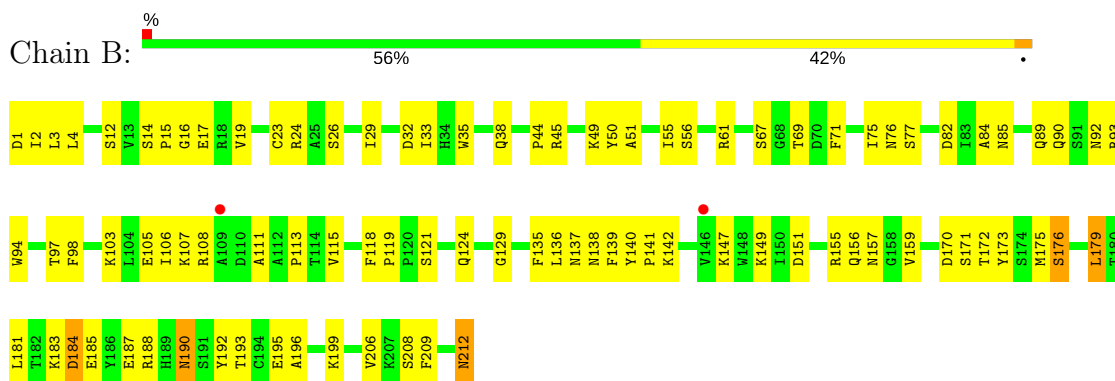 %
Chain B:
56% 42% •
D1 I2 L3 L4 S12 V13 S14 P15 G16 E17 R18 V19 C23 R24 A25 S26 I29 D32 I33 H34 W35 Q38 P44 R45 K49 Y50 A51 I55 S56 R61 S67 G68 T69 D70 F71 I75 N76 S77 D82 I83 A84 N85 Q89 Q90 S91 N92
W94 T97 F98 K103 L104 E105 I106 K107 R108 A109 D110 A111 A112 P113 T114 V115 F118 P119 P120 S121 Q124 G129 F135 L136 N137 N138 F139 Y140 P141 K142 V146 K147 W148 K149 I150 D151 R155 Q156 N157 G158 V159 D170 S171 T172 Y173 S174 M175 S176 L179
L181 T182 K183 D184 E185 Y186 E187 R188 H189 N190 S191 Y192 T193 C194 E195 A196 K199 V206 K207 S208 F209 N212